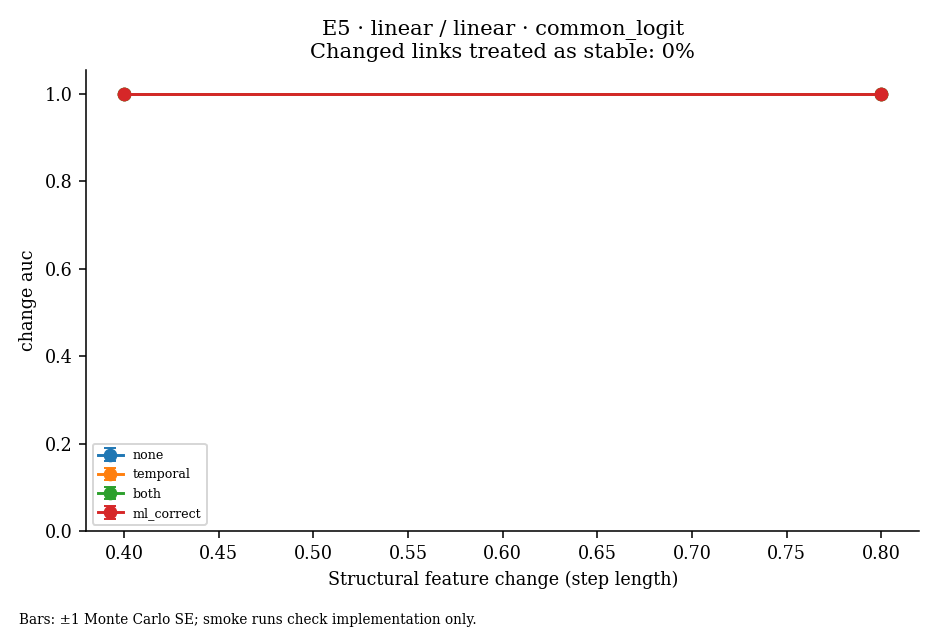 E5 · linear / linear · common_logit
Changed links treated as stable: 0%
change auc
1.0
0.8
0.6
0.4
0.2
0.0
none
temporal
both
ml_correct
0.40 0.45 0.50 0.55 0.60 0.65 0.70 0.75 0.80
Structural feature change (step length)
Bars: ±1 Monte Carlo SE; smoke runs check implementation only.